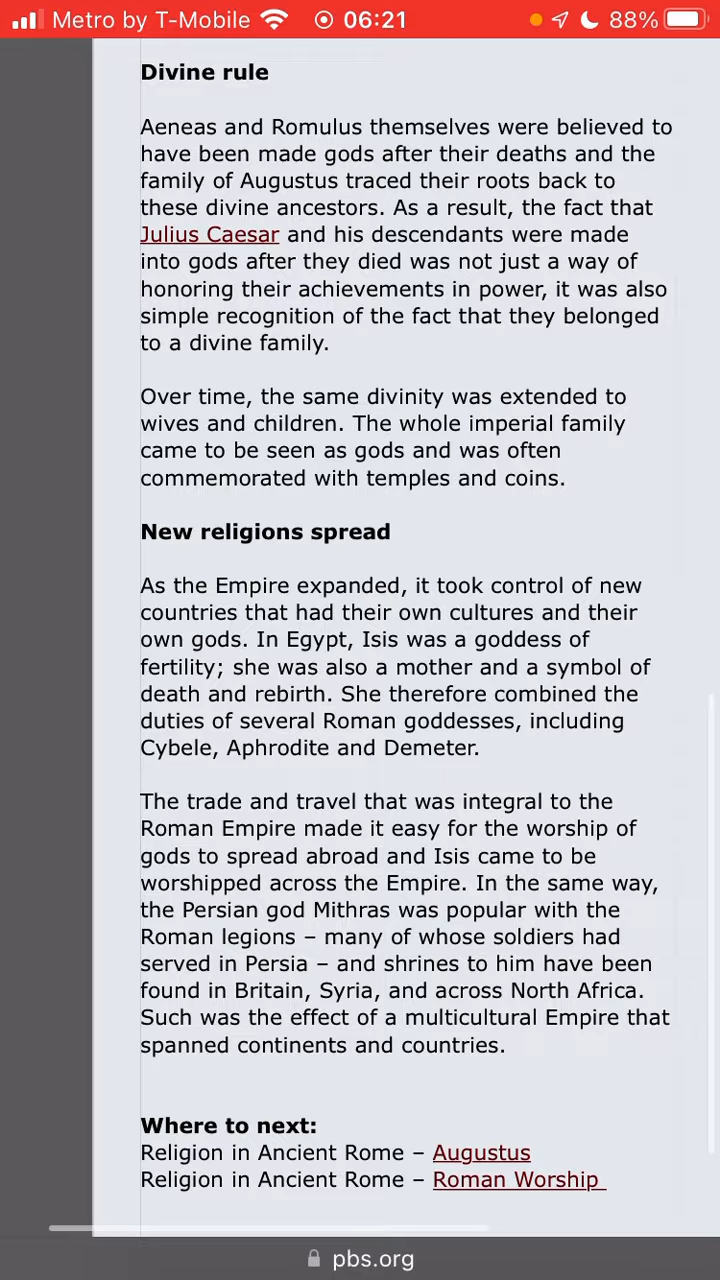 Metro by T-Mobile 06:21 88%
Divine rule
Aeneas and Romulus themselves were believed to
have been made gods after their deaths and the
family of Augustus traced their roots back to
these divine ancestors. As a result, the fact that
Julius Caesar and his descendants were made
into gods after they died was not just a way of
honoring their achievements in power, it was also
simple recognition of the fact that they belonged
to a divine family.
Over time, the same divinity was extended to
wives and children. The whole imperial family
came to be seen as gods and was often
commemorated with temples and coins.
New religions spread
As the Empire expanded, it took control of new
countries that had their own cultures and their
own gods. In Egypt, Isis was a goddess of
fertility; she was also a mother and a symbol of
death and rebirth. She therefore combined the
duties of several Roman goddesses, including
Cybele, Aphrodite and Demeter.
The trade and travel that was integral to the
Roman Empire made it easy for the worship of
gods to spread abroad and Isis came to be
worshipped across the Empire. In the same way,
the Persian god Mithras was popular with the
Roman legions – many of whose soldiers had
served in Persia – and shrines to him have been
found in Britain, Syria, and across North Africa.
Such was the effect of a multicultural Empire that
spanned continents and countries.
Where to next:
Religion in Ancient Rome – Augustus
Religion in Ancient Rome – Roman Worship
pbs.org